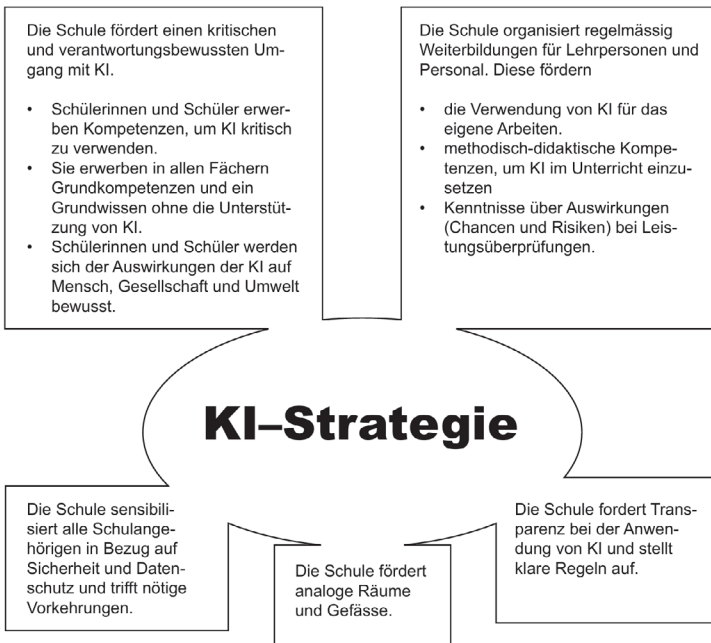 Die Schule fördert einen kritischen
und verantwortungsbewussten Um-
gang mit KI.
• Schülerinnen und Schüler erwer-
ben Kompetenzen, um KI kritisch
zu verwenden.
• Sie erwerben in allen Fächern
Grundkompetenzen und ein
Grundwissen ohne die Unterstüt-
zung von KI.
• Schülerinnen und Schüler werden
sich der Auswirkungen der KI auf
Mensch, Gesellschaft und Umwelt
bewusst.
Die Schule organisiert regelmässig
Weiterbildungen für Lehrpersonen und
Personal. Diese fördern
• die Verwendung von KI für das
eigene Arbeiten.
• methodisch-didaktische Kompe-
tenzen, um KI im Unterricht einzu-
setzen
• Kenntnisse über Auswirkungen
(Chancen und Risiken) bei Leis-
tungsüberprüfungen.
KI–Strategie
Die Schule sensibili-
siert alle Schulange-
hörigen in Bezug auf
Sicherheit und Daten-
schutz und trifft nötige
Vorkehrungen.
Die Schule fördert
analoge Räume
und Gefässe.
Die Schule fordert Trans-
parenz bei der Anwen-
dung von KI und stellt
klare Regeln auf.